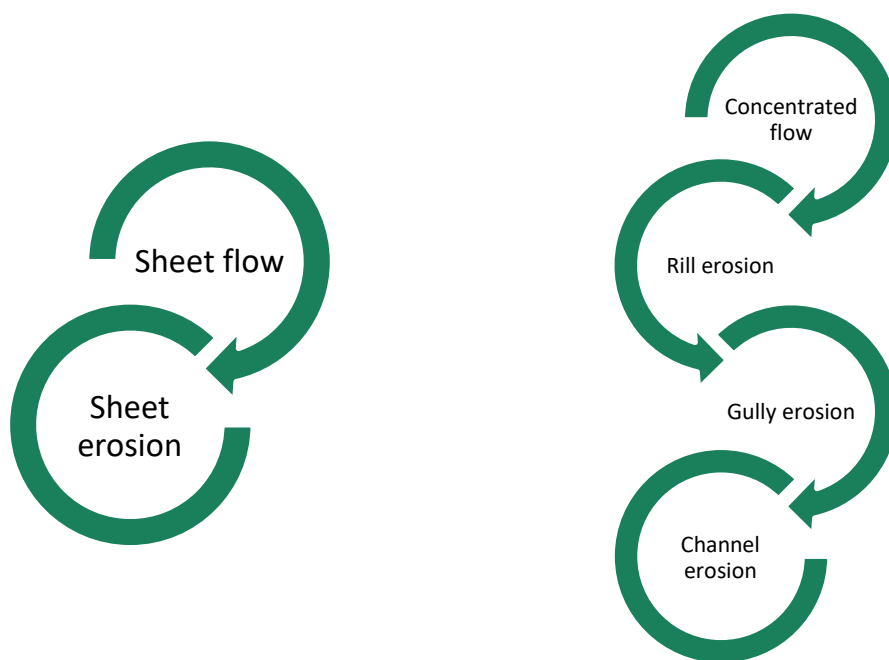 Sheet flow
Sheet
erosion
Concentrated
flow
Rill erosion
Gully erosion
Channel
erosion